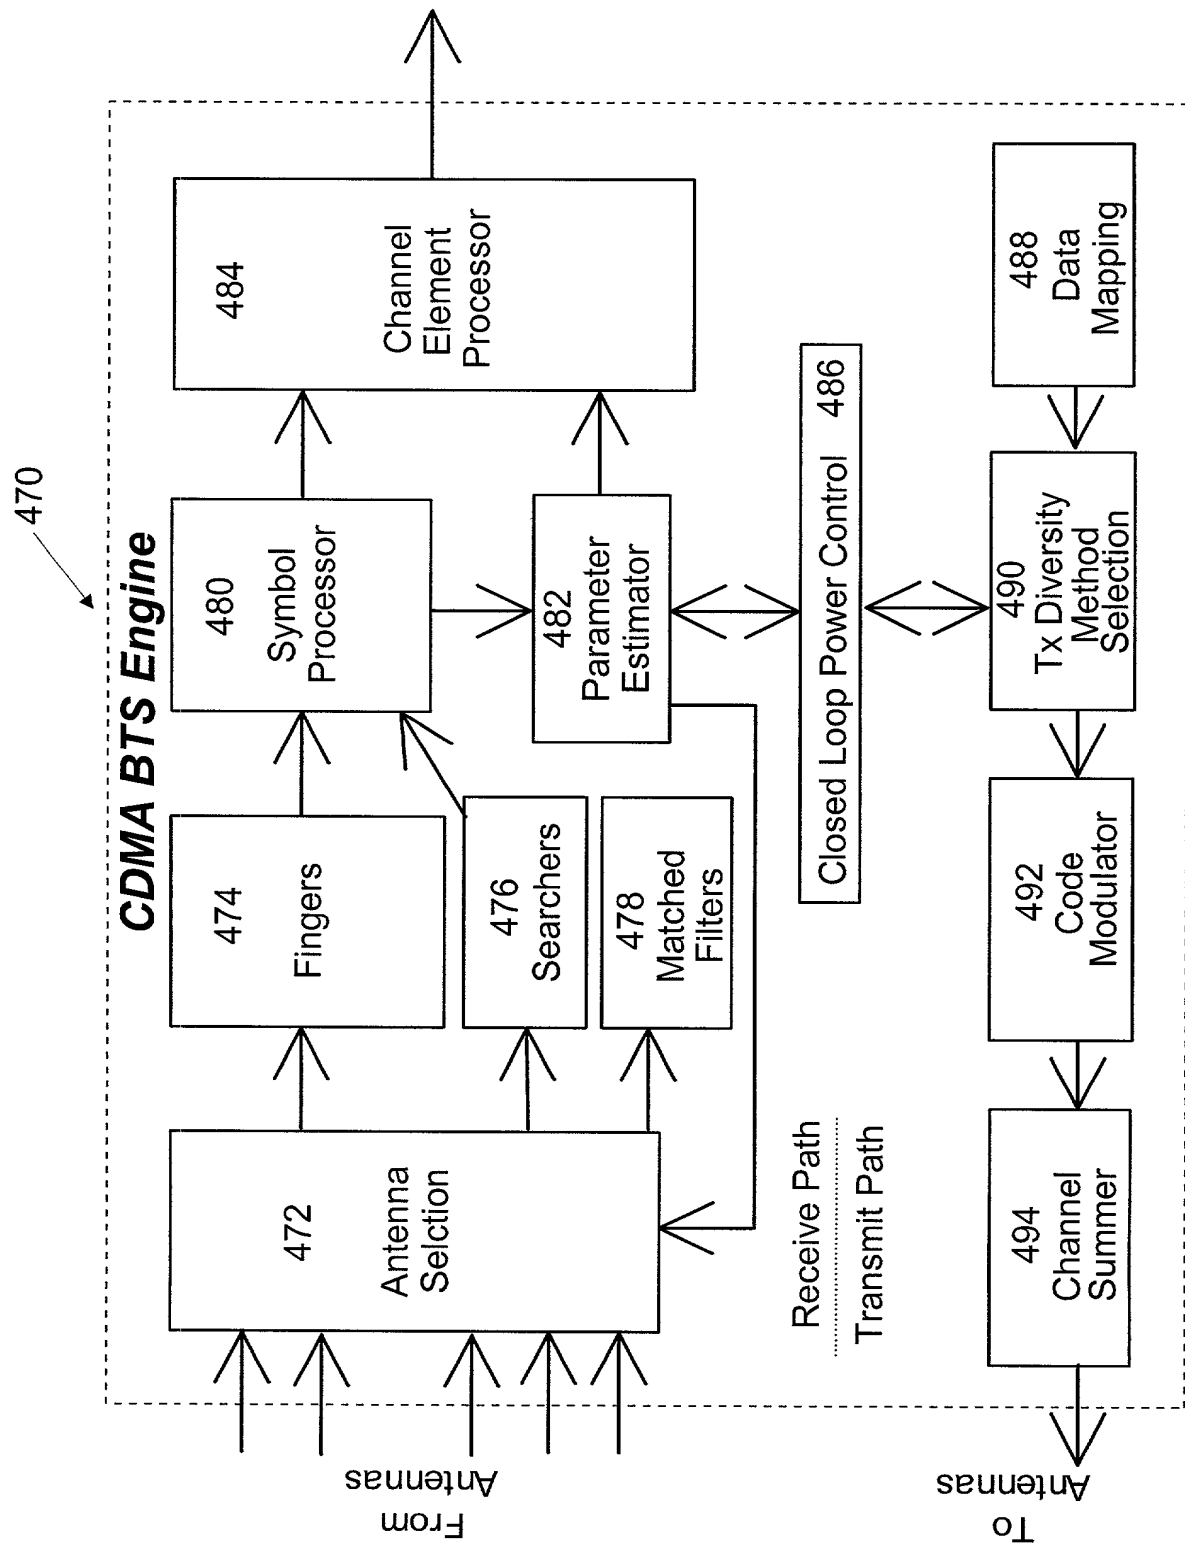 470
CDMA BTS Engine
From
Antennas
472
Antenna
Selction
474
Fingers
476
Searchers
478
Matched
Filters
480
Symbol
Processor
482
Parameter
Estimator
484
Channel
Element
Processor
Receive Path
Transmit Path
Closed Loop Power Control 486
To
Antennas
494
Channel
Summer
492
Code
Modulator
490
Tx Diversity
Method
Selection
488
Data
Mapping